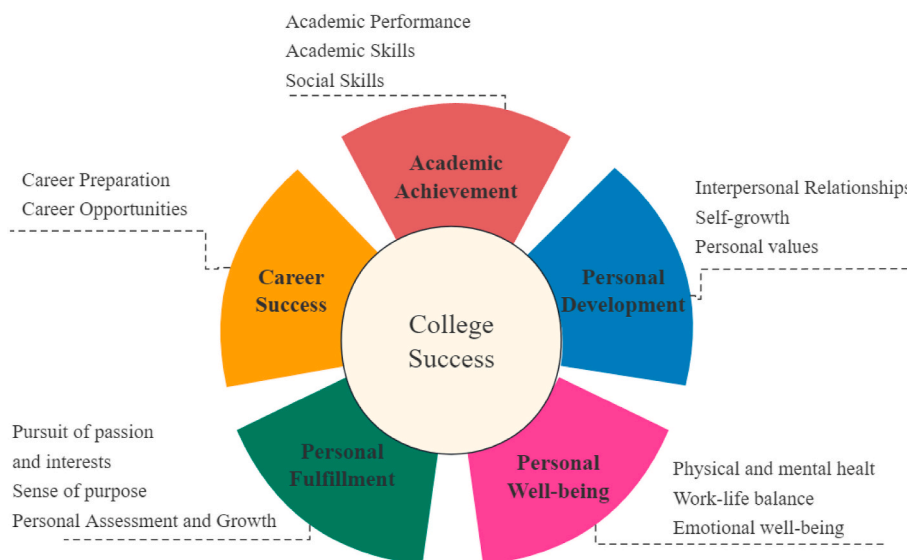 Academic Performance
Academic Skills
Social Skills
Academic
Achievement
Career Preparation
Career Opportunities
Career
Success
Interpersonal Relationships
Self-growth
Personal values
Personal
Development
College
Success
Pursuit of passion
and interests
Sense of purpose
Personal Assessment and Growth
Personal
Fulfillment
Personal
Well-being
Physical and mental healt
Work-life balance
Emotional well-being